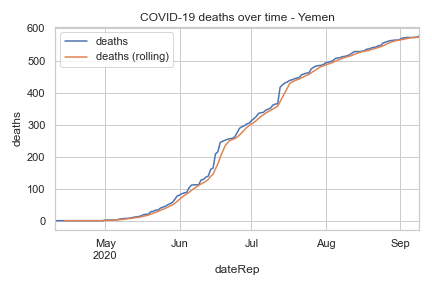 COVID-19 deaths over time - Yemen
deaths
deaths (rolling)
600
500
400
300
200
100
0
deaths
May Jun Jul Aug Sep
2020
dateRep